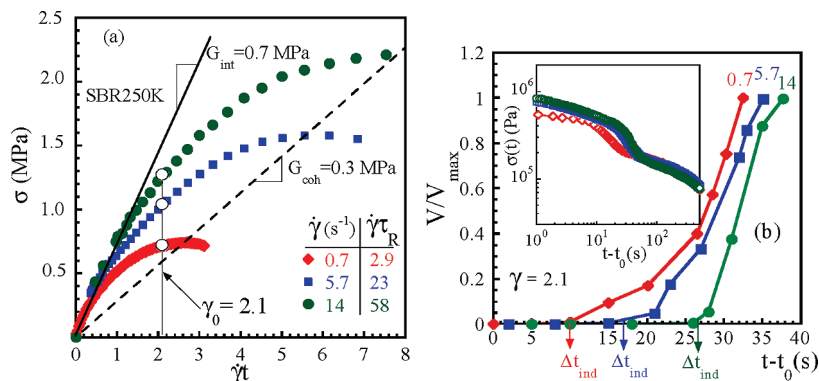 (a)
G_int=0.7 MPa
SBR250K
G_coh=0.3 MPa
σ (MPa)
2.5
2.0
1.5
1.0
0.5
0.0
γ̇ (s⁻¹) γ̇τ_R
0.7 2.9
5.7 23
14 58
γ₀ = 2.1
0 1 2 3 4 5 6 7 8
γ̇t
V/V_max
1.2
1
0.8
0.6
0.4
0.2
0
0.7 5.7 14
σ(t) (Pa)
10⁶
10⁵
10⁰ 10¹ 10²
t-t₀(s)
(b)
γ = 2.1
0 5 10 15 20 25 30 35 40
Δt_ind Δt_ind Δt_ind
t-t₀(s)